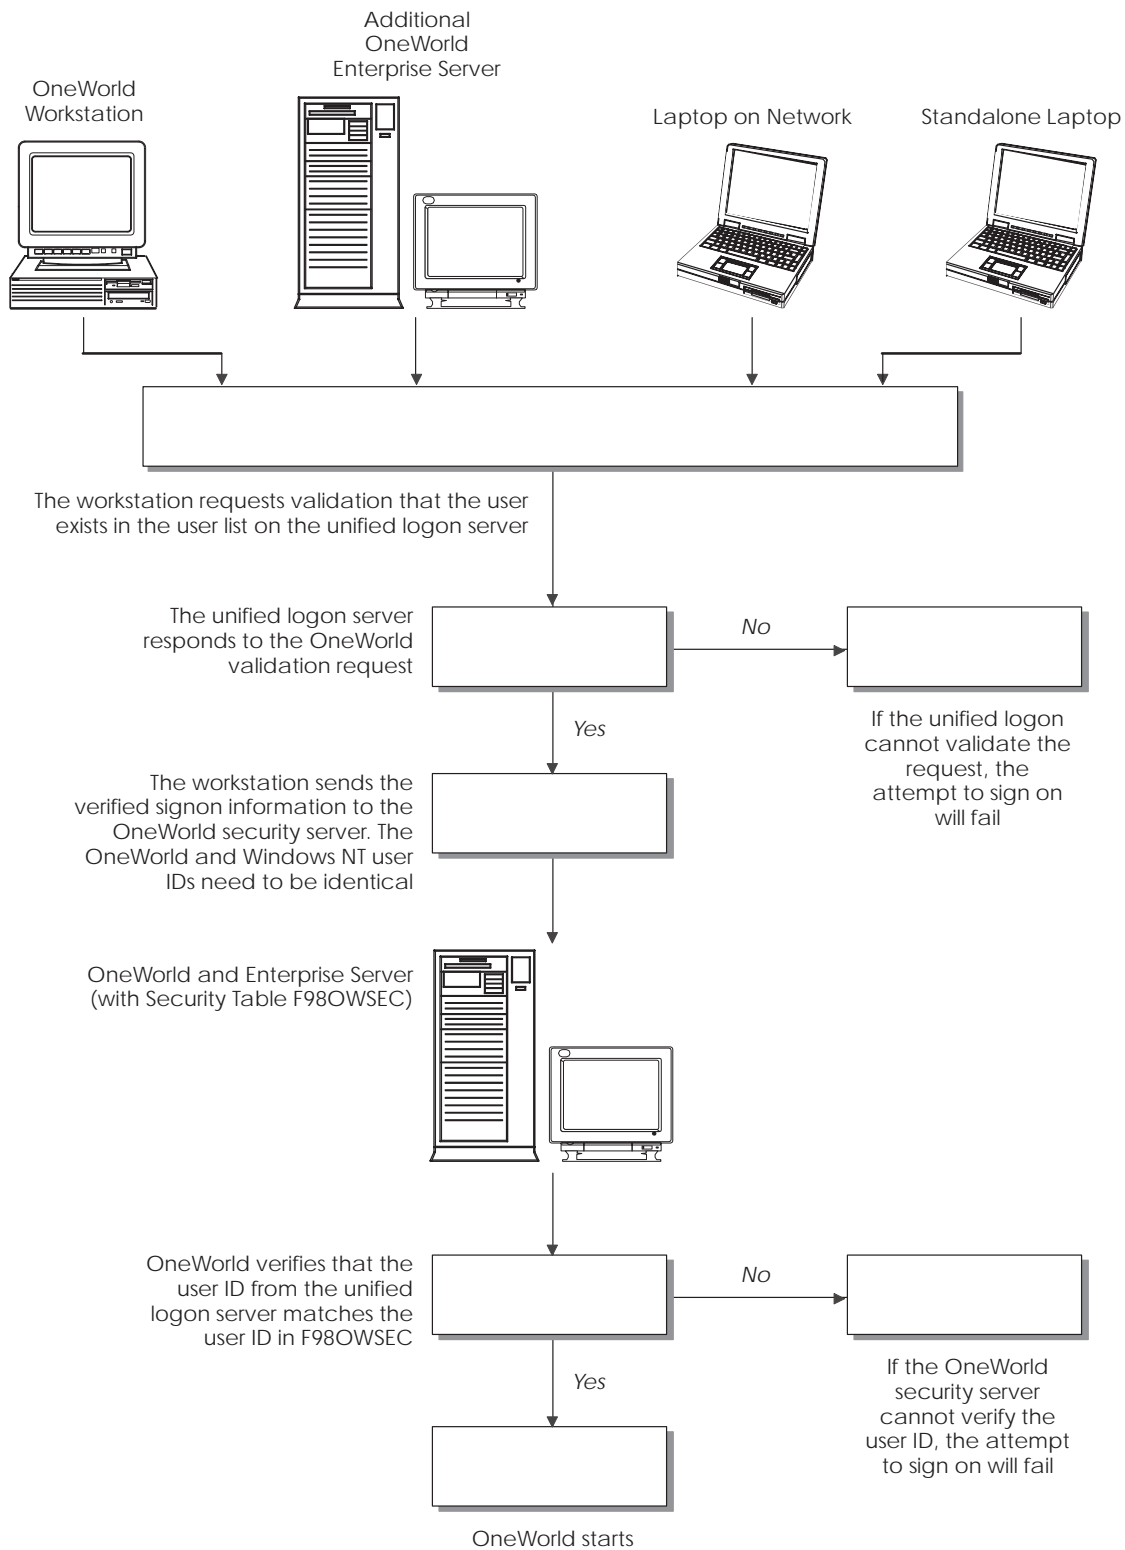 Additional
OneWorld
Enterprise Server
OneWorld
Workstation
Laptop on Network
Standalone Laptop
The workstation requests validation that the user
exists in the user list on the unified logon server
The unified logon server
responds to the OneWorld
validation request
No
Yes
If the unified logon
cannot validate the
request, the
attempt to sign on
will fail
The workstation sends the
verified signon information to the
OneWorld security server. The
OneWorld and Windows NT user
IDs need to be identical
OneWorld and Enterprise Server
(with Security Table F98OWSEC)
OneWorld verifies that the
user ID from the unified
logon server matches the
user ID in F98OWSEC
No
Yes
If the OneWorld
security server
cannot verify the
user ID, the attempt
to sign on will fail
OneWorld starts